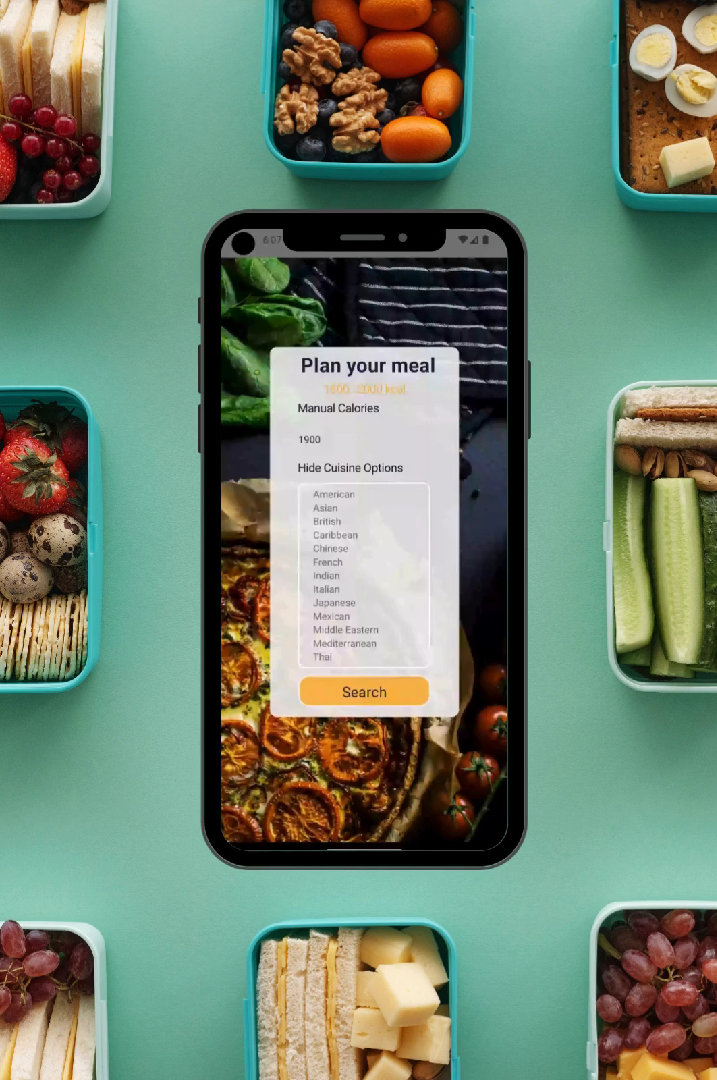 6:07
Plan your meal
1800 -2000 kcal
Manual Calories
1900
Hide Cuisine Options
American
Asian
British
Caribbean
Chinese
French
Indian
Italian
Japanese
Mexican
Middle Eastern
Mediterranean
Thai
Search